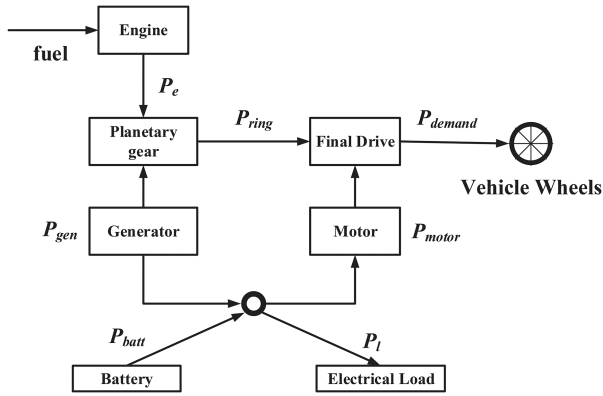 Engine
fuel
P_e
Planetary
gear
P_ring
Final Drive
P_demand
Vehicle Wheels
P_gen
Generator
Motor
P_motor
P_batt
P_l
Battery
Electrical Load